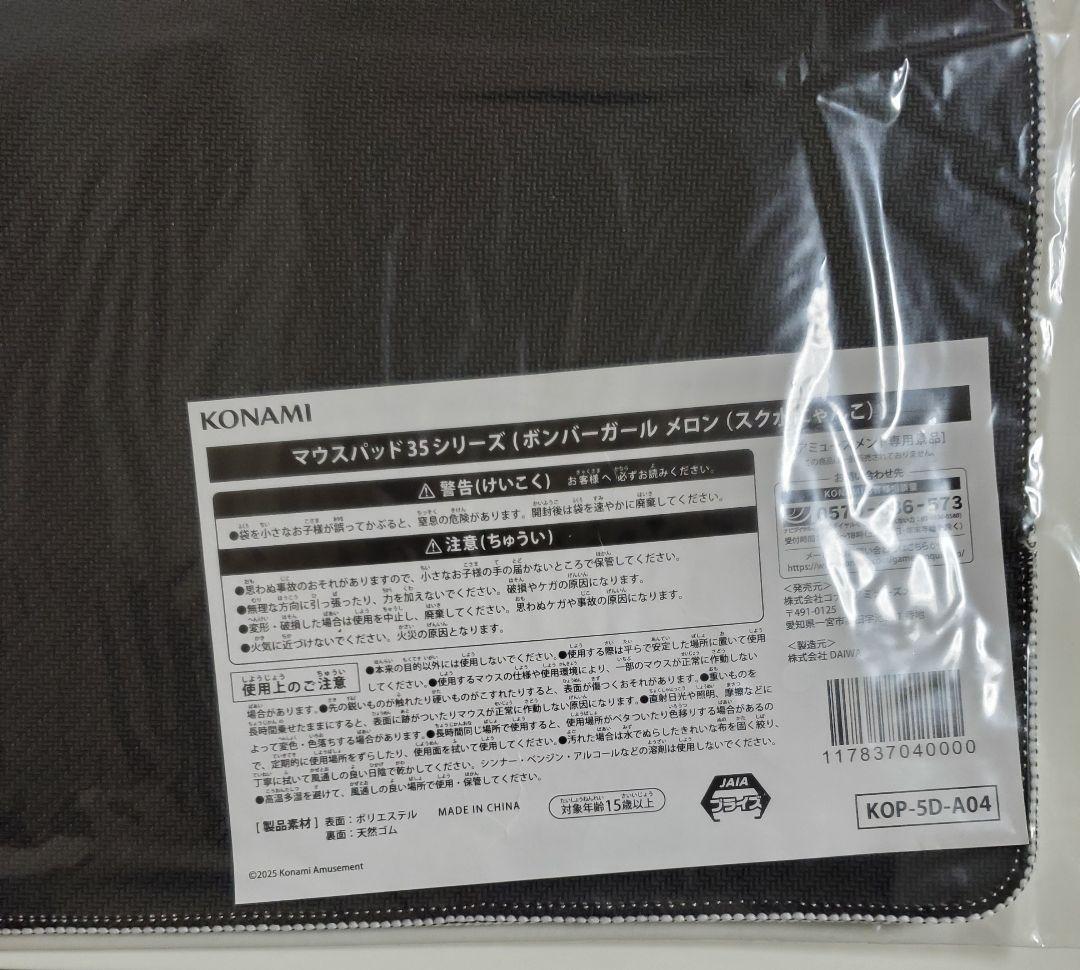 KONAMI
マウスパッド35シリーズ (ボンバーガール メロン (スク
アミューズメント専用景品]
⚠ 警告(けいこく) お客様へ 必ずお読みください。
●袋を小さなお子様が誤ってかぶると、窒息の危険があります。開封後は袋を速やかに廃棄してください。
⚠ 注意(ちゅうい)
●思わぬ事故のおそれがありますので、小さなお子様の手の届かないところで保管してください。
●無理な方向に引っ張ったり、力を加えないでください。破損やケガの原因になります。
●変形・破損した場合は使用を中止し、廃棄してください。思わぬケガや事故の原因になります。
●火気に近づけないでください。火災の原因となります。
使用上のご注意
●本来の目的以外には使用しないでください。●使用する際は平らで安定した場所に置いて使用
してください。●使用するマウスの仕様や使用環境により、一部のマウスが正常に作動しない
場合があります。●先の鋭いものが触れたり硬いものがこすれたりすると、表面が傷つくおそれがあります。●重いものを
長時間乗せたままにすると、表面に跡がついたりマウスが正常に作動しない原因になります。●直射日光や照明、摩擦などに
よって変色・色落ちする場合があります。●長時間同じ場所で使用すると、使用場所がベタついたり色移りする場合があるの
で、定期的に使用場所をずらしたり、使用面を拭いて使用してください。●汚れた場合は水でぬらしたきれいな布を固く絞り、
丁寧に拭いて風通しの良い日陰で乾かしてください。シンナー・ベンジン・アルコールなどの溶剤は使用しないでください。
●高温多湿を避けて、風通しの良い場所で使用・保管してください。
[製品素材] 表面：ポリエステル
裏面：天然ゴム
MADE IN CHINA
対象年齢15歳以上
JAIA
プライズ
©2025 Konami Amusement
お問い合わせ先
573
<発売元>
株式会社コナ
〒491-0125
愛知県一宮市
<製造元>
株式会社 DAIWA
117837040000
KOP-5D-A04